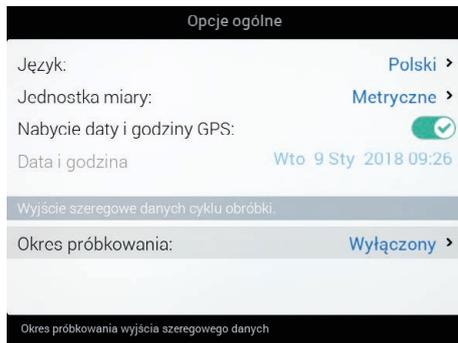 Opcje ogólne
Język: Polski >
Jednostka miary: Metryczne >
Nabycie daty i godziny GPS:
Data i godzina Wto 9 Sty 2018 09:26
Wyjście szeregowe danych cyklu obróbki.
Okres próbkowania: Wyłączony >
Okres próbkowania wyjścia szeregowego danych